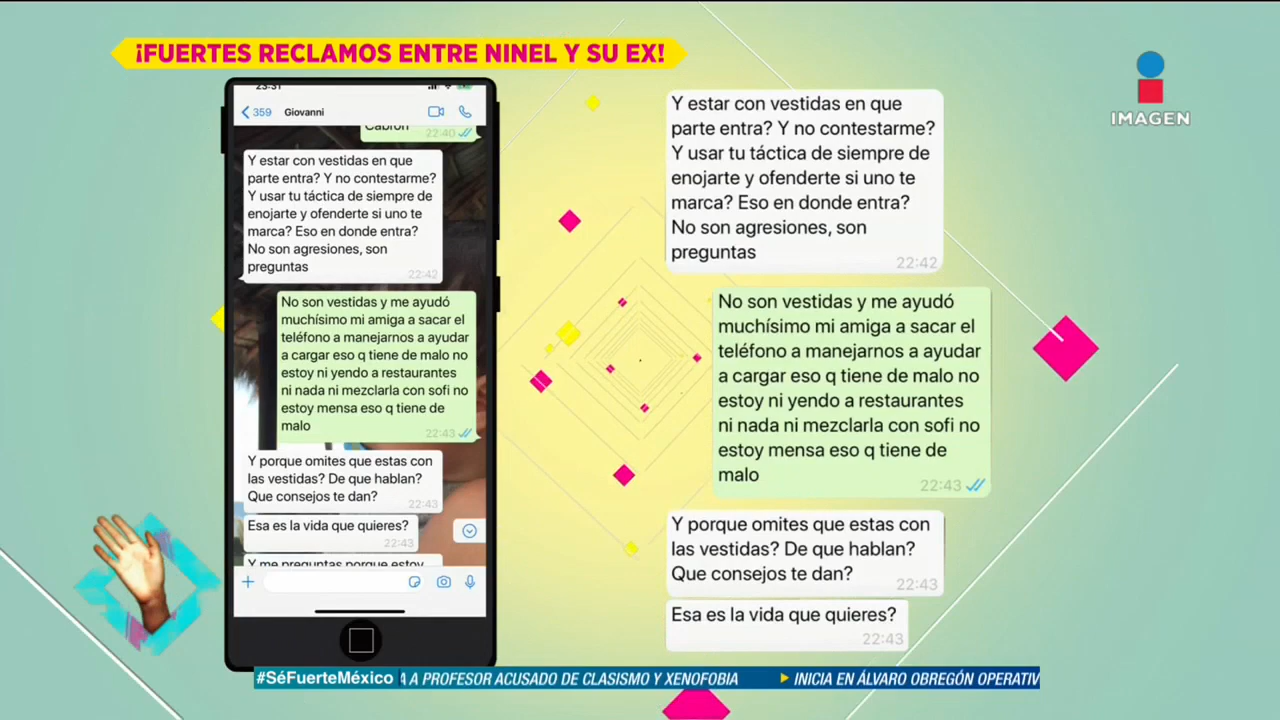 ¡FUERTES RECLAMOS ENTRE NINEL Y SU EX!
IMAGEN
23:31
359
Giovanni
Cabrón
22:40
Y estar con vestidas en que
parte entra? Y no contestarme?
Y usar tu táctica de siempre de
enojarte y ofenderte si uno te
marca? Eso en donde entra?
No son agresiones, son
preguntas
22:42
No son vestidas y me ayudó
muchísimo mi amiga a sacar el
teléfono a manejarnos a ayudar
a cargar eso q tiene de malo no
estoy ni yendo a restaurantes
ni nada ni mezclarla con sofi no
estoy mensa eso q tiene de
malo
22:43
Y porque omites que estas con
las vestidas? De que hablan?
Que consejos te dan?
22:43
Esa es la vida que quieres?
22:43
Y me preguntas porque estoy
Y estar con vestidas en que
parte entra? Y no contestarme?
Y usar tu táctica de siempre de
enojarte y ofenderte si uno te
marca? Eso en donde entra?
No son agresiones, son
preguntas
22:42
No son vestidas y me ayudó
muchísimo mi amiga a sacar el
teléfono a manejarnos a ayudar
a cargar eso q tiene de malo no
estoy ni yendo a restaurantes
ni nada ni mezclarla con sofi no
estoy mensa eso q tiene de
malo
22:43
Y porque omites que estas con
las vestidas? De que hablan?
Que consejos te dan?
22:43
Esa es la vida que quieres?
22:43
#SéFuerteMéxico
A A PROFESOR ACUSADO DE CLASISMO Y XENOFOBIA
INICIA EN ÁLVARO OBREGÓN OPERATIV